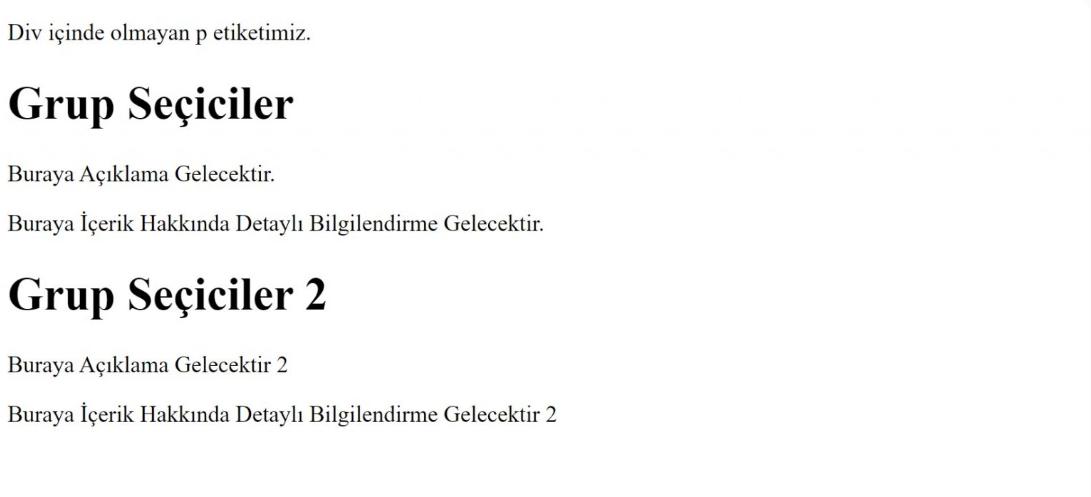 Div içinde olmayan p etiketimiz.
Grup Seçiciler
Buraya Açıklama Gelecektir.
Buraya İçerik Hakkında Detaylı Bilgilendirme Gelecektir.
Grup Seçiciler 2
Buraya Açıklama Gelecektir 2
Buraya İçerik Hakkında Detaylı Bilgilendirme Gelecektir 2